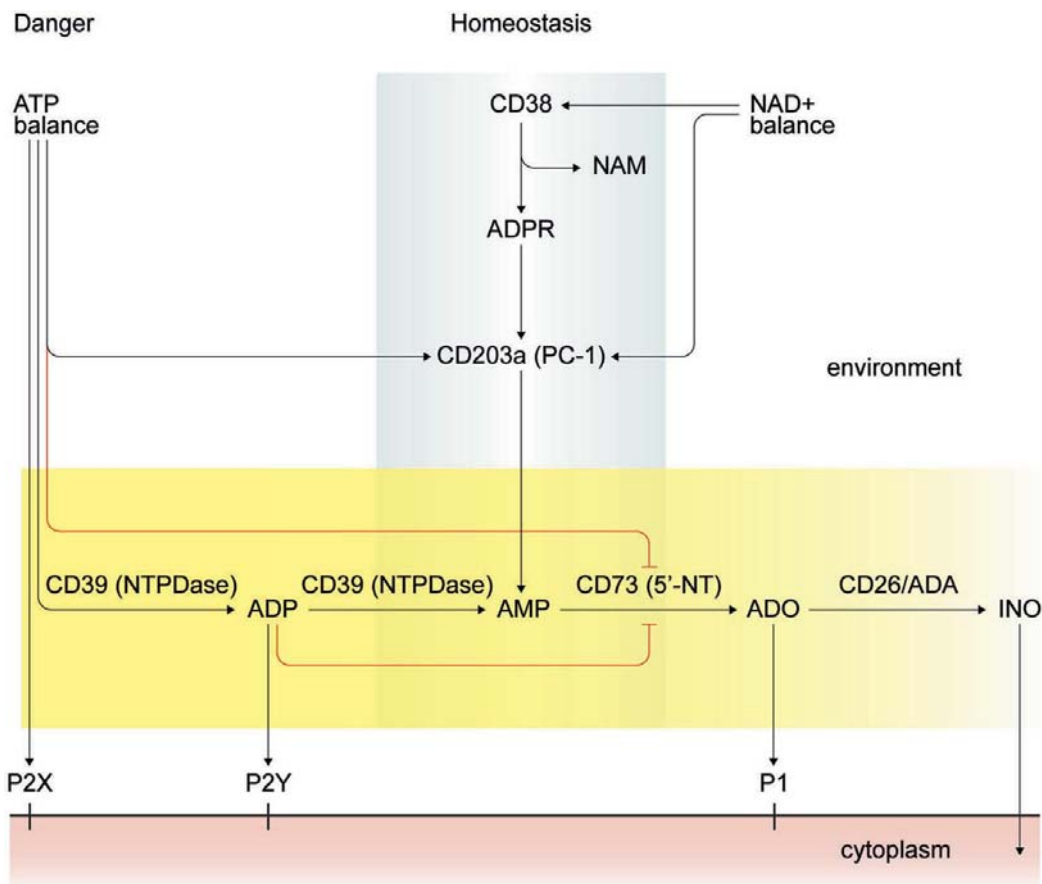 Danger
Homeostasis
ATP
balance
CD38
NAD+
balance
NAM
ADPR
CD203a (PC-1)
environment
CD39 (NTPDase)
CD39 (NTPDase)
CD73 (5'-NT)
CD26/ADA
ADP
AMP
ADO
INO
P2X
P2Y
P1
cytoplasm